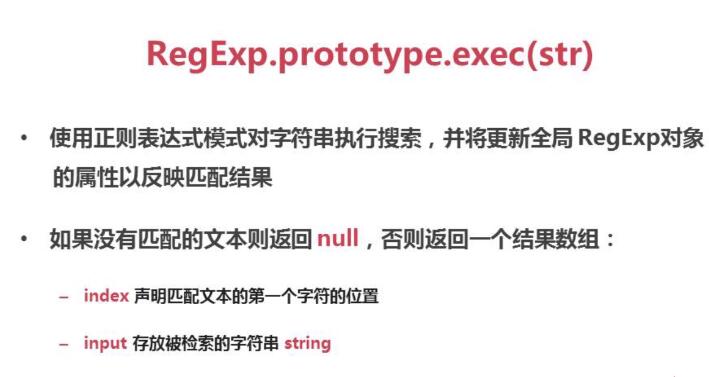 RegExp.prototype.exec(str)
• 使用正则表达式模式对字符串执行搜索，并将更新全局 RegExp对象
的属性以反映匹配结果
• 如果没有匹配的文本则返回 null，否则返回一个结果数组：
– index 声明匹配文本的第一个字符的位置
– input 存放被检索的字符串 string